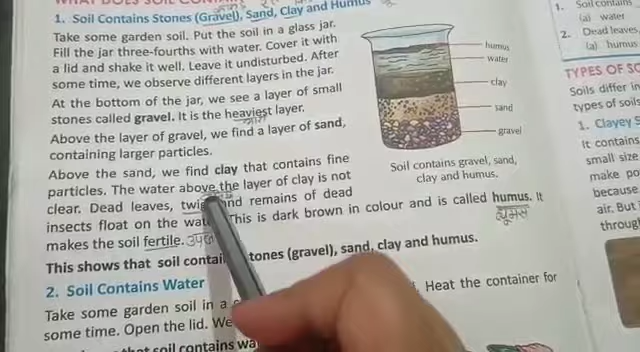 WHAT DOES SOIL
1. Soil Contains Stones (Gravel), Sand, Clay and Humus
Take some garden soil. Put the soil in a glass jar.
Fill the jar three-fourths with water. Cover it with
a lid and shake it well. Leave it undisturbed. After
some time, we observe different layers in the jar.
At the bottom of the jar, we see a layer of small
stones called gravel. It is the heaviest layer.
Above the layer of gravel, we find a layer of sand,
containing larger particles.
Above the sand, we find clay that contains fine
particles. The water above the layer of clay is not
clear. Dead leaves, and remains of dead
insects float on the This is dark brown in colour and is called humus. It
ह्यूमस
makes the soil fertile.
This shows that soil tones (gravel), sand, clay and humus.
2. Soil Contains Water
Take some garden soil in a Heat the container for
some time. Open the lid. We
that soil contains
humus
water
clay
sand
gravel
Soil contains gravel, sand,
clay and humus.
1. Soil contains
(a) water
2. Dead leaves,
(a) humus
TYPES OF SO
Soils differ in
types of soils
1. Clayey S
It contains
small size
make po
because
air. But i
through